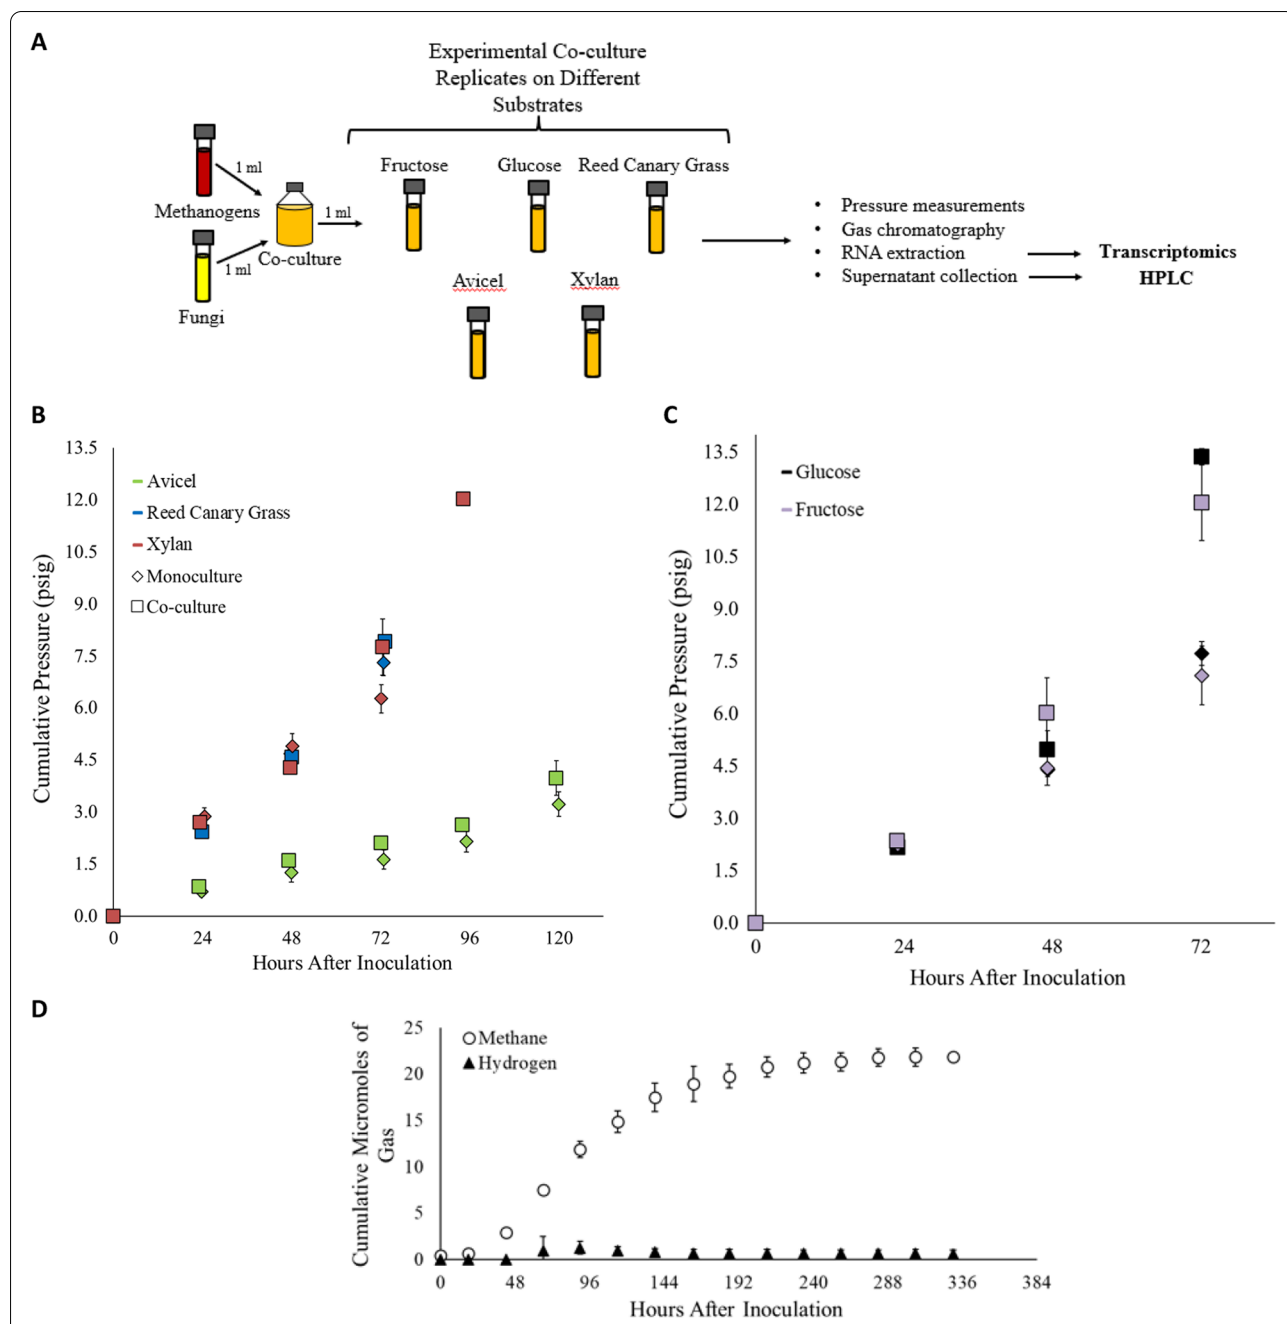 A
Experimental Co-culture
Replicates on Different
Substrates
1 ml
Methanogens
1 ml
Fungi
Co-culture
1 ml
Fructose
Glucose
Reed Canary Grass
Avicel
Xylan
• Pressure measurements
• Gas chromatography
• RNA extraction
• Supernatant collection
Transcriptomics
HPLC
B
Cumulative Pressure (psig)
13.5
12.0
10.5
9.0
7.5
6.0
4.5
3.0
1.5
0.0
Avicel
Reed Canary Grass
Xylan
Monoculture
Co-culture
0 24 48 72 96 120
Hours After Inoculation
C
Cumulative Pressure (psig)
13.5
12.0
10.5
9.0
7.5
6.0
4.5
3.0
1.5
0.0
Glucose
Fructose
0 24 48 72
Hours After Inoculation
D
Cumulative Micromoles of
Gas
25
20
15
10
5
0
Methane
Hydrogen
0 48 96 144 192 240 288 336 384
Hours After Inoculation